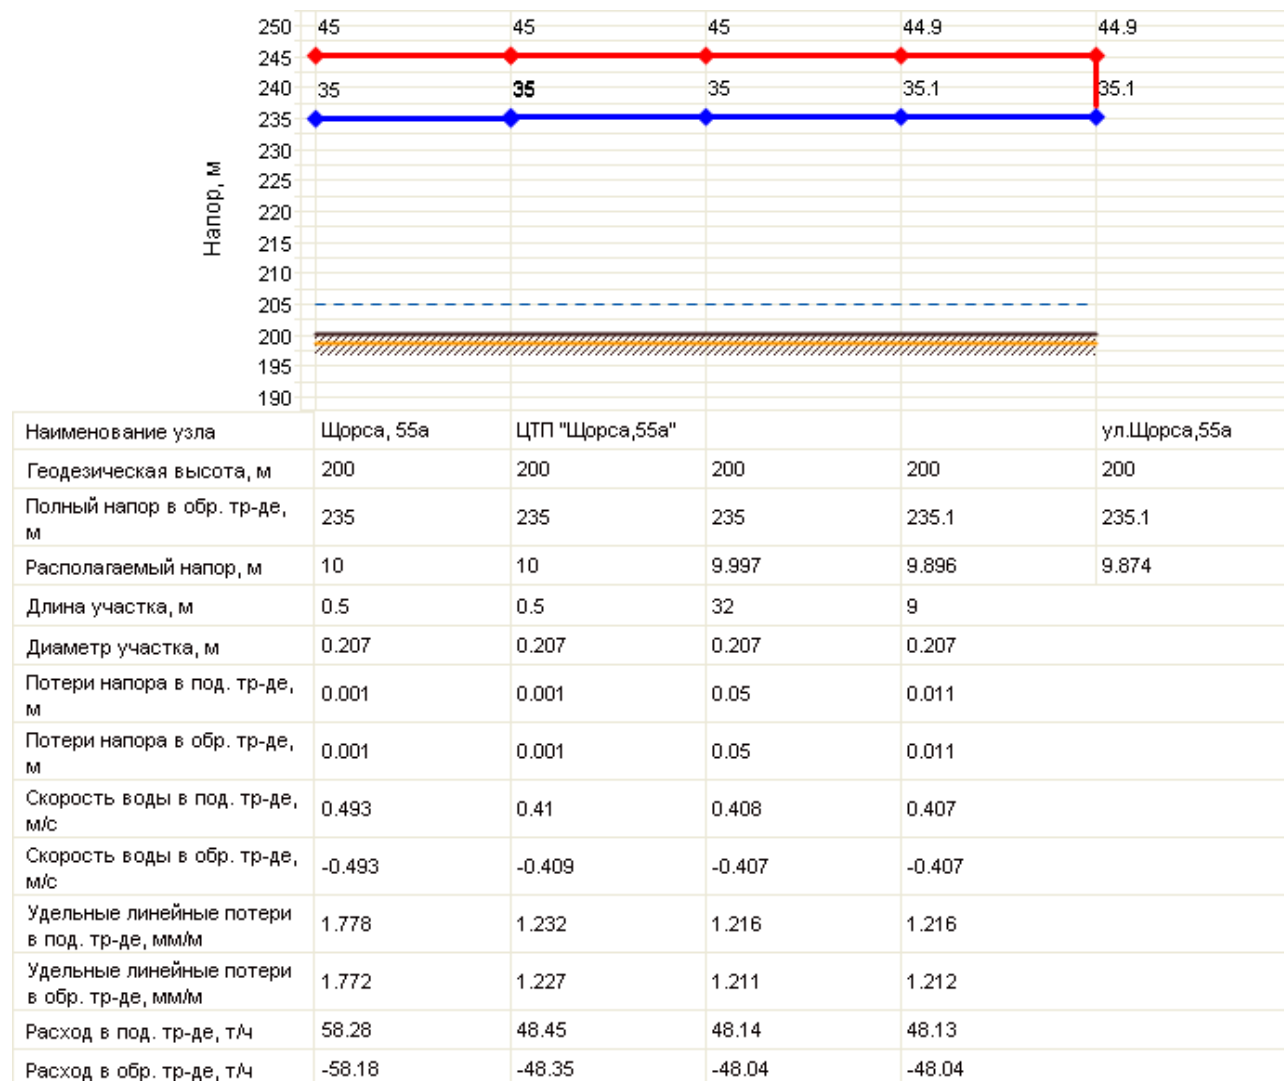 250 45 45 45 44.9 44.9
245
240 35 35 35 35.1 35.1
235
230
225
220
215
210
205
200
195
190
Напор, м
Наименование узла Щорса, 55а ЦТП "Щорса,55а" ул.Щорса,55а
Геодезическая высота, м 200 200 200 200 200
Полный напор в обр. тр-де,
м 235 235 235 235.1 235.1
Располагаемый напор, м 10 10 9.997 9.896 9.874
Длина участка, м 0.5 0.5 32 9
Диаметр участка, м 0.207 0.207 0.207 0.207
Потери напора в под. тр-де,
м 0.001 0.001 0.05 0.011
Потери напора в обр. тр-де,
м 0.001 0.001 0.05 0.011
Скорость воды в под. тр-де,
м/с 0.493 0.41 0.408 0.407
Скорость воды в обр. тр-де,
м/с -0.493 -0.409 -0.407 -0.407
Удельные линейные потери
в под. тр-де, мм/м 1.778 1.232 1.216 1.216
Удельные линейные потери
в обр. тр-де, мм/м 1.772 1.227 1.211 1.212
Расход в под. тр-де, т/ч 58.28 48.45 48.14 48.13
Расход в обр. тр-де, т/ч -58.18 -48.35 -48.04 -48.04